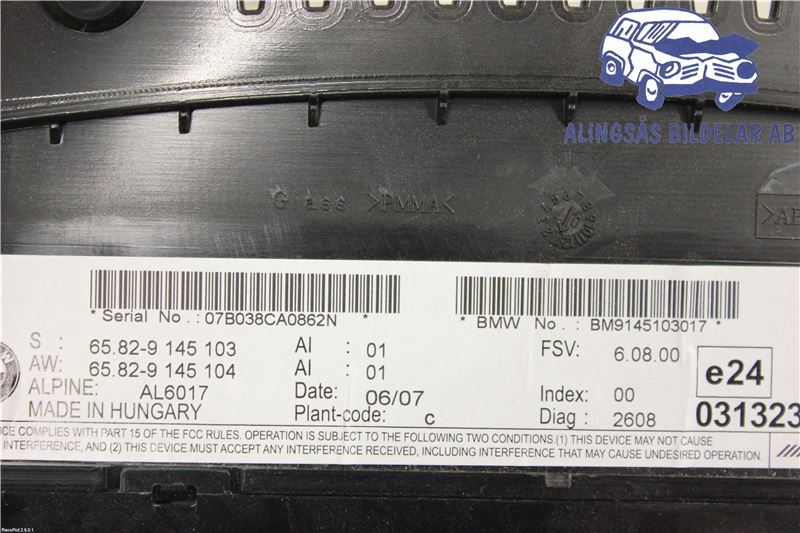 ALINGSÅS BILDELAR AB
Glass >PMMA<
* Serial No.: 07B038CA0862N *
* BMW No.: BM9145103017 *
S : 65.82-9 145 103 AI : 01 FSV: 6.08.00
AW: 65.82-9 145 104 AI : 01 e24
ALPINE: AL6017 Date: 06/07 Index: 00
MADE IN HUNGARY Plant-code: c Diag: 2608 031323
CE COMPLIES WITH PART 15 OF THE FCC RULES. OPERATION IS SUBJECT TO THE FOLLOWING TWO CONDITIONS.(1) THIS DEVICE MAY NOT CAUSE
INTERFERENCE, AND (2) THIS DEVICE MUST ACCEPT ANY INTERFERENCE RECEIVED, INCLUDING INTERFERENCE THAT MAY CAUSE UNDESIRED OPERATION.